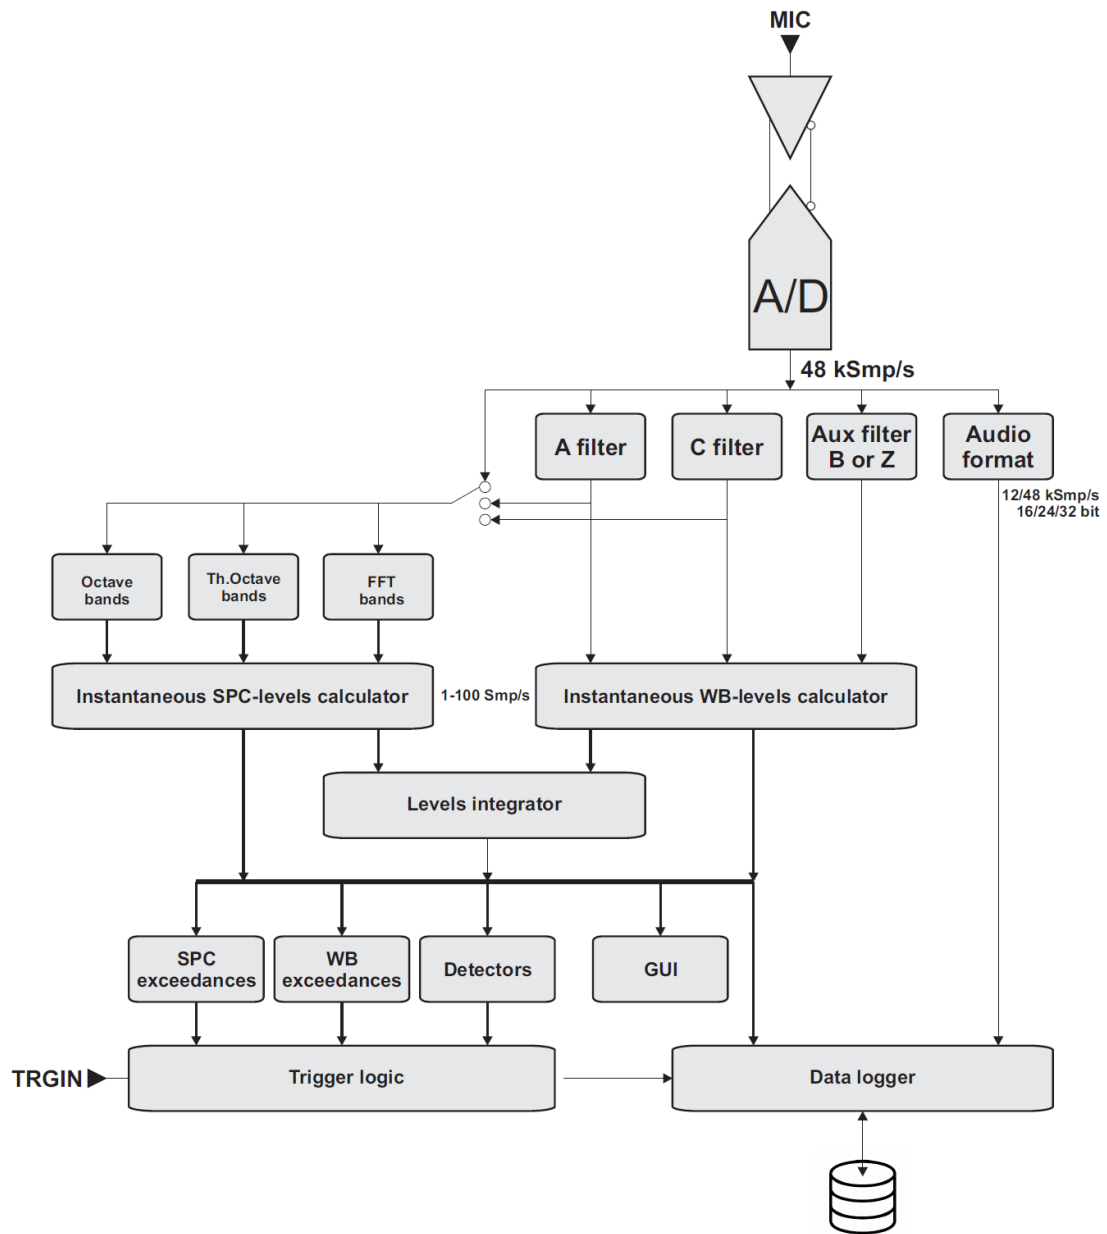 MIC
A/D
48 kSmp/s
A filter
C filter
Aux filter
B or Z
Audio
format
12/48 kSmp/s
16/24/32 bit
Octave
bands
Th.Octave
bands
FFT
bands
Instantaneous SPC-levels calculator
1-100 Smp/s
Instantaneous WB-levels calculator
Levels integrator
SPC
exceedances
WB
exceedances
Detectors
GUI
TRGIN
Trigger logic
Data logger